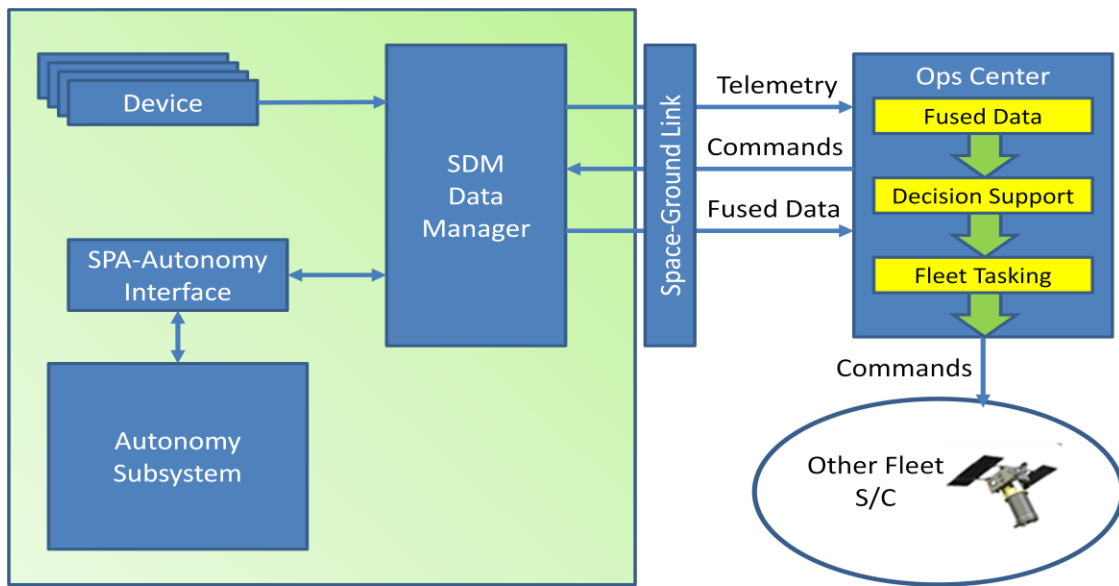 Device
SDM
Data
Manager
SPA-Autonomy
Interface
Autonomy
Subsystem
Space-Ground Link
Telemetry
Commands
Fused Data
Ops Center
Fused Data
Decision Support
Fleet Tasking
Commands
Other Fleet
S/C